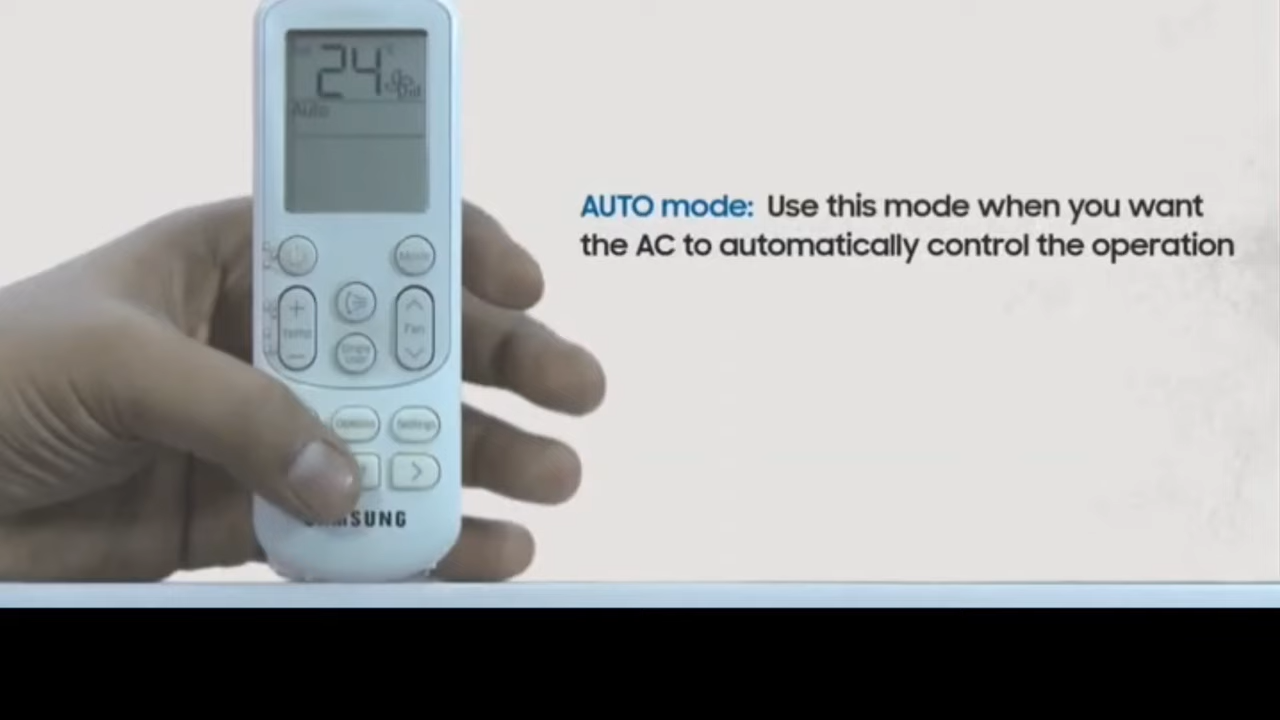 24
Auto
AUTO mode: Use this mode when you want
the AC to automatically control the operation
Mode
+
Temp
Fan
Options
Settings
>
SAMSUNG